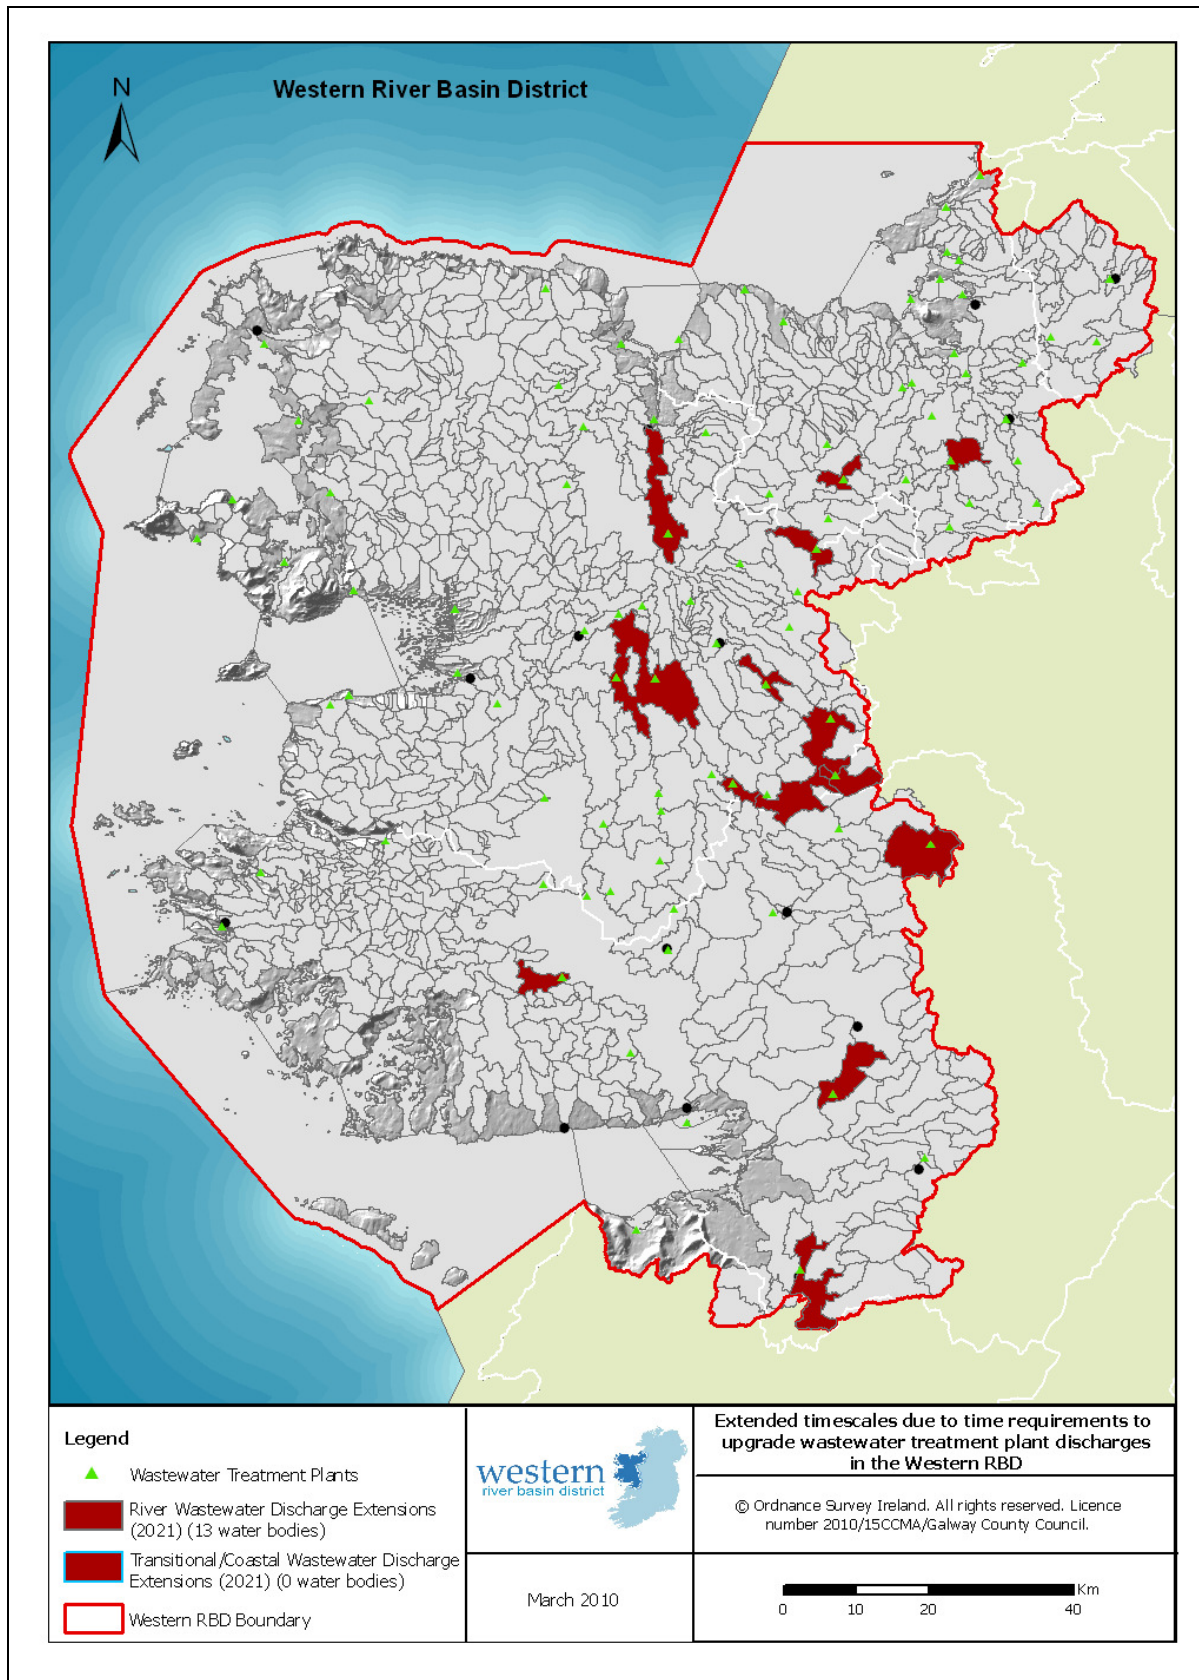 N
Western River Basin District
Legend
Wastewater Treatment Plants
River Wastewater Discharge Extensions
(2021) (13 water bodies)
Transitional/Coastal Wastewater Discharge
Extensions (2021) (0 water bodies)
Western RBD Boundary
western
river basin district
March 2010
Extended timescales due to time requirements to
upgrade wastewater treatment plant discharges
in the Western RBD
© Ordnance Survey Ireland. All rights reserved. Licence
number 2010/15CCMA/Galway County Council.
Km
0 10 20 40